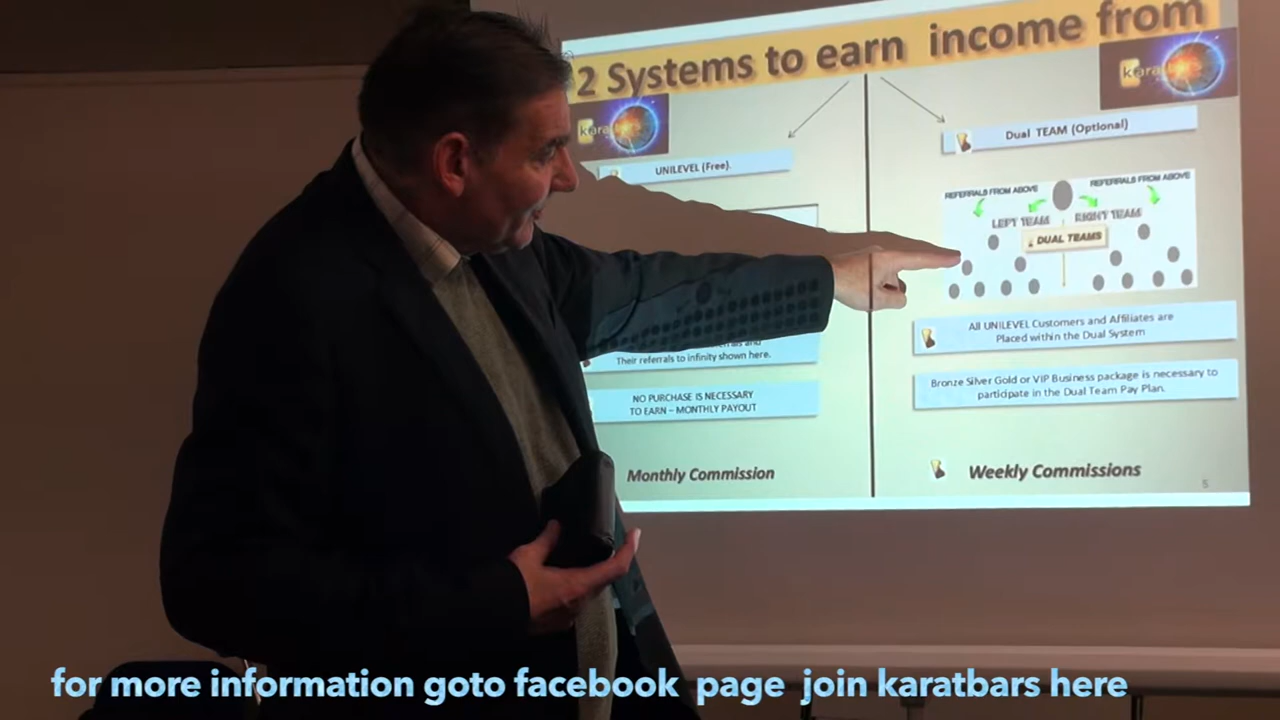 2 Systems to earn income from
kara
kara
UNILEVEL (Free).
Dual TEAM (Optional)
REFERRALS FROM ABOVE
REFERRALS FROM ABOVE
LEFT TEAM
RIGHT TEAM
DUAL TEAMS
and
Their referrals to infinity shown here.
NO PURCHASE IS NECESSARY
TO EARN – MONTHLY PAYOUT
Monthly Commission
All UNILEVEL Customers and Affiliates are
Placed within the Dual System
Bronze Silver Gold or VIP Business package is necessary to
participate in the Dual Team Pay Plan.
Weekly Commissions
5
for more information goto facebook page join karatbars here